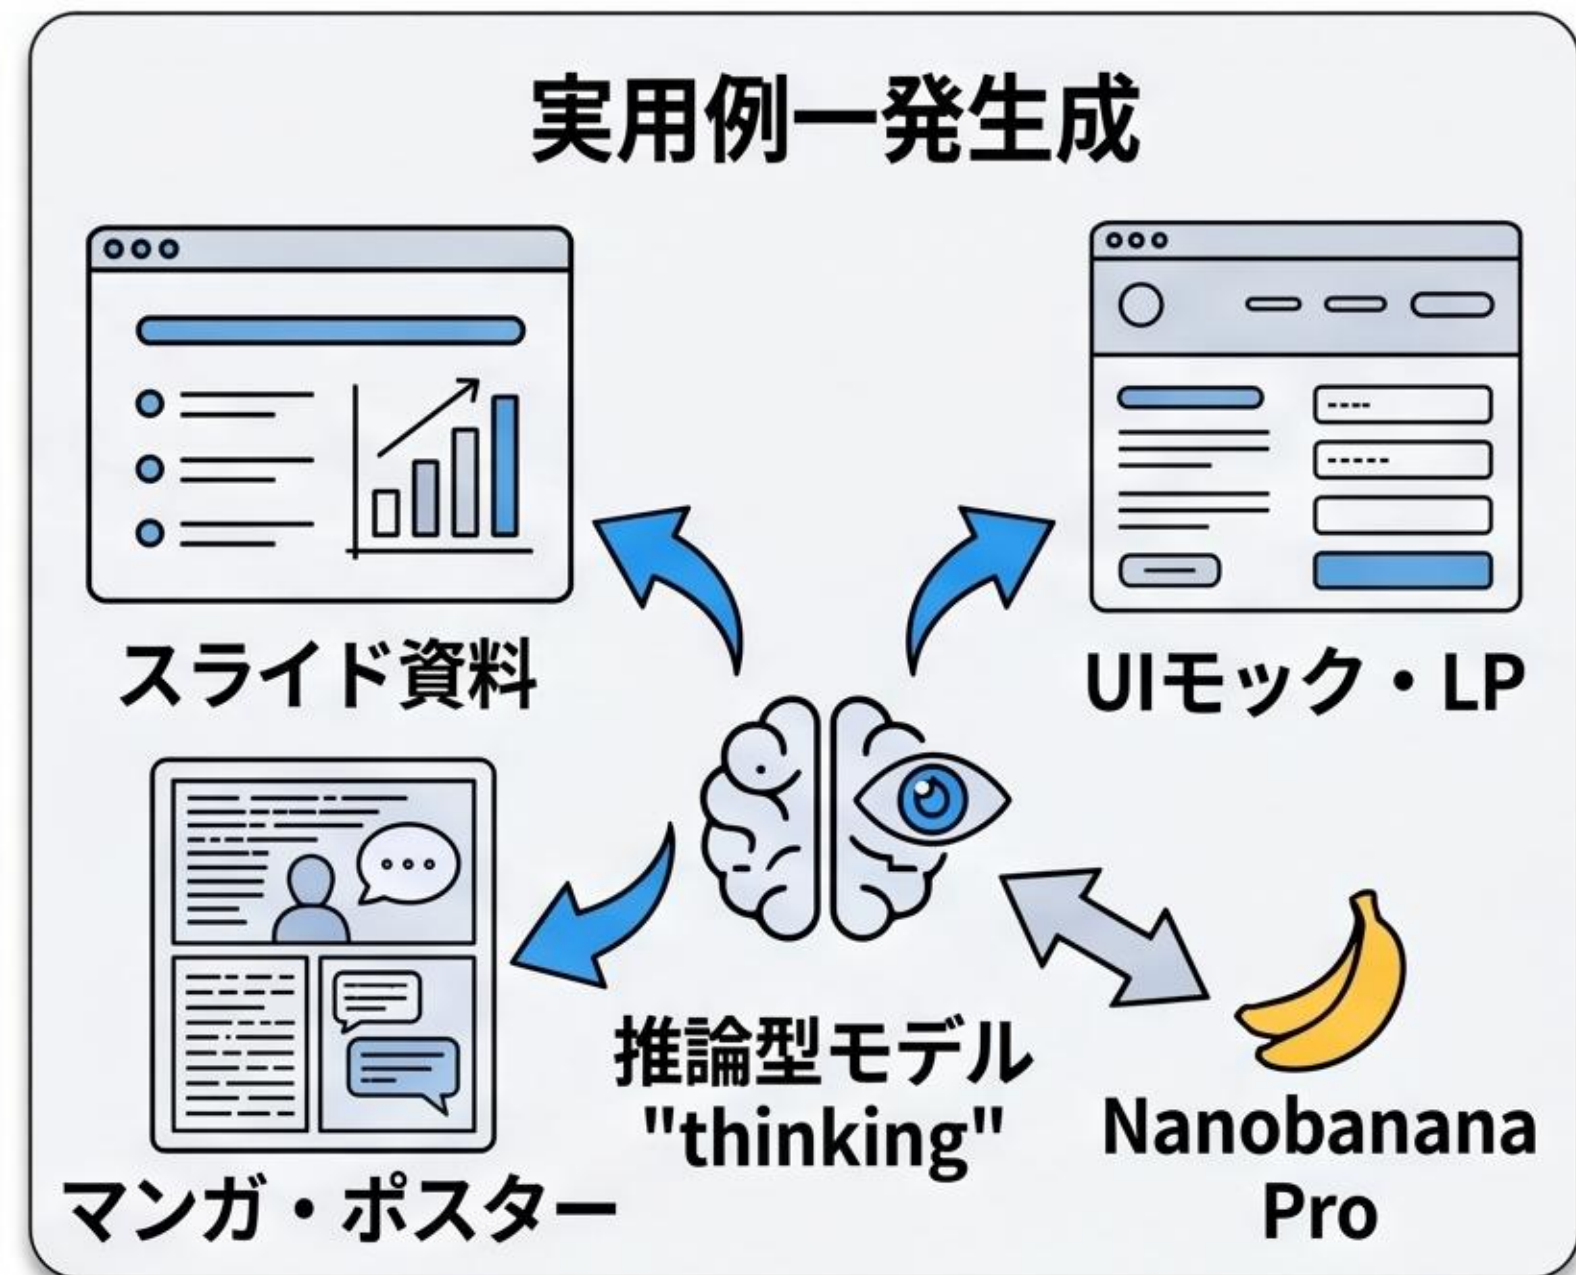 実用例一発生成
スライド資料
UIモック・LP
マンガ・ポスター
推論型モデル
"thinking"
Nanobanana
Pro